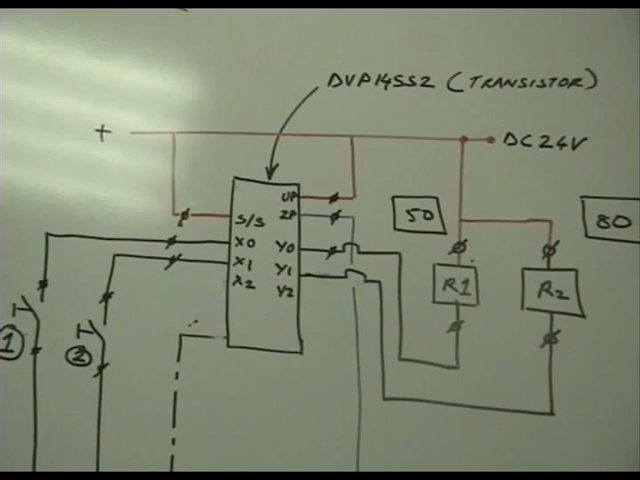 DVP14SS2 (TRANSISTOR)
+
DC24V
UP
S/S
ZP
50
80
X0
Y0
X1
Y1
X2
Y2
R1
R2
1
2